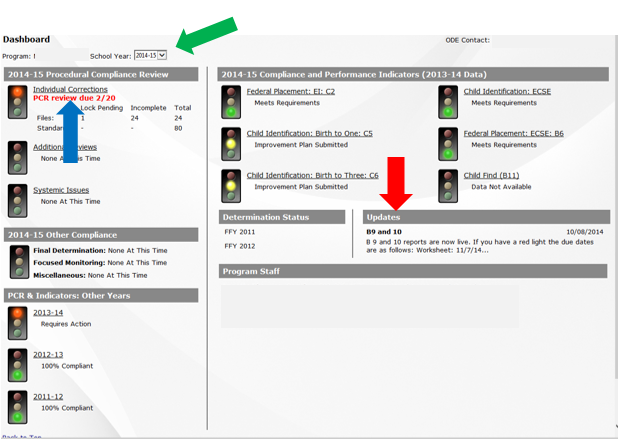 Dashboard
ODE Contact:
Program:
School Year: 2014-15
2014-15 Procedural Compliance Review
Individual Corrections
PCR review due 2/20
Lock Pending Incomplete Total
Files: 1 24 24
Standar - - 80
Addition views
None A This Time
Systemic Issues
None At This Time
2014-15 Other Compliance
Final Determination: None At This Time
Focused Monitoring: None At This Time
Miscellaneous: None At This Time
PCR & Indicators: Other Years
2013-14
Requires Action
2012-13
100% Compliant
2011-12
100% Compliant
Back to Top
2014-15 Compliance and Performance Indicators (2013-14 Data)
Federal Placement: EI: C2
Meets Requirements
Child Identification: ECSE
Meets Requirements
Child Identification: Birth to One: C5
Improvement Plan Submitted
Federal Placement: ECSE: B6
Meets Requirements
Child Identification: Birth to Three: C6
Improvement Plan Submitted
Child Find (B11)
Data Not Available
Determination Status
FFY 2011
FFY 2012
Updates
B9 and 10 10/08/2014
B 9 and 10 reports are now live. If you have a red light the due dates
are as follows: Worksheet: 11/7/14...
Program Staff